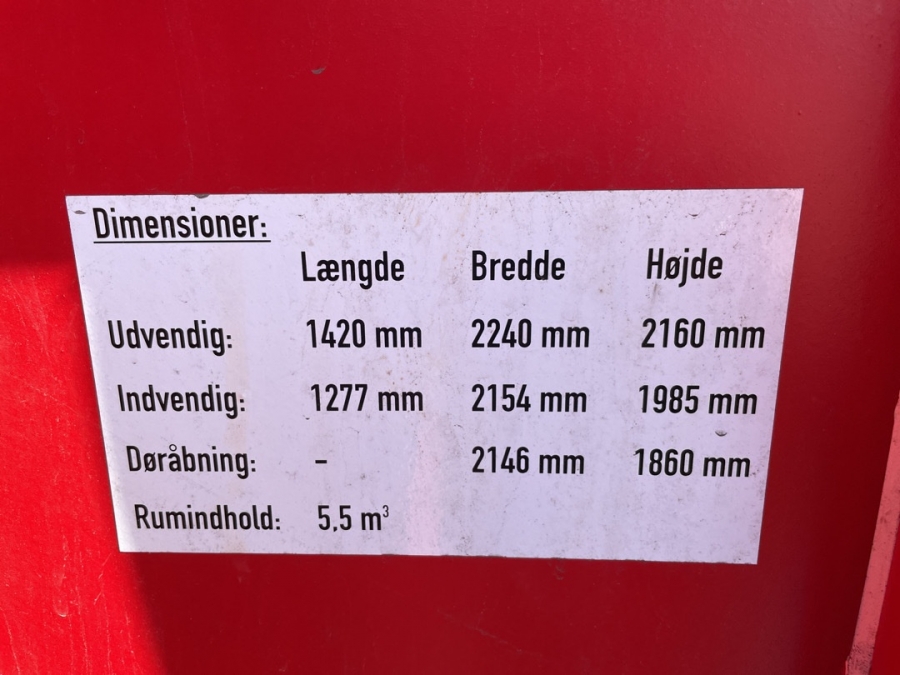 Dimensioner:
Længde Bredde Højde
Udvendig: 1420 mm 2240 mm 2160 mm
Indvendig: 1277 mm 2154 mm 1985 mm
Døråbning: - 2146 mm 1860 mm
Rumindhold: 5,5 m³